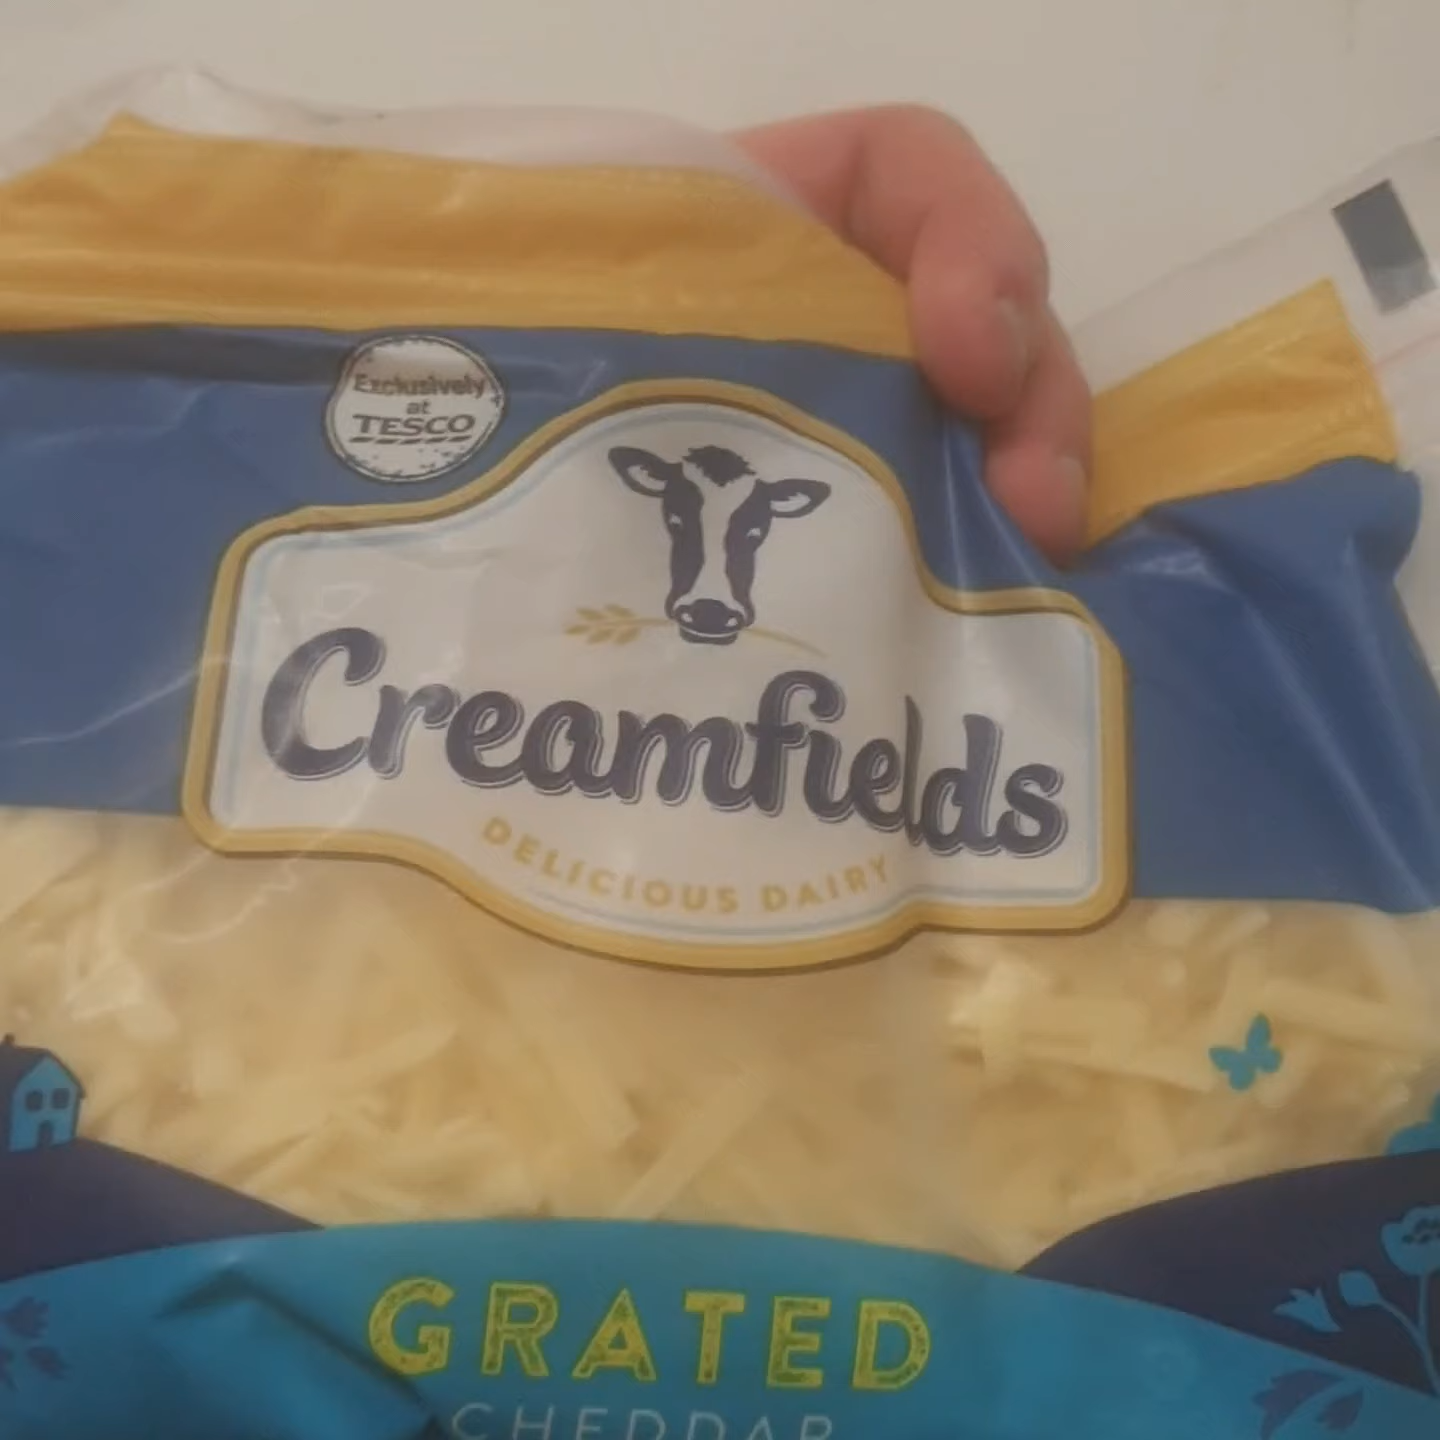 Exclusively
at
TESCO
Creamfields
DELICIOUS DAIRY
GRATED
CHEDDAR